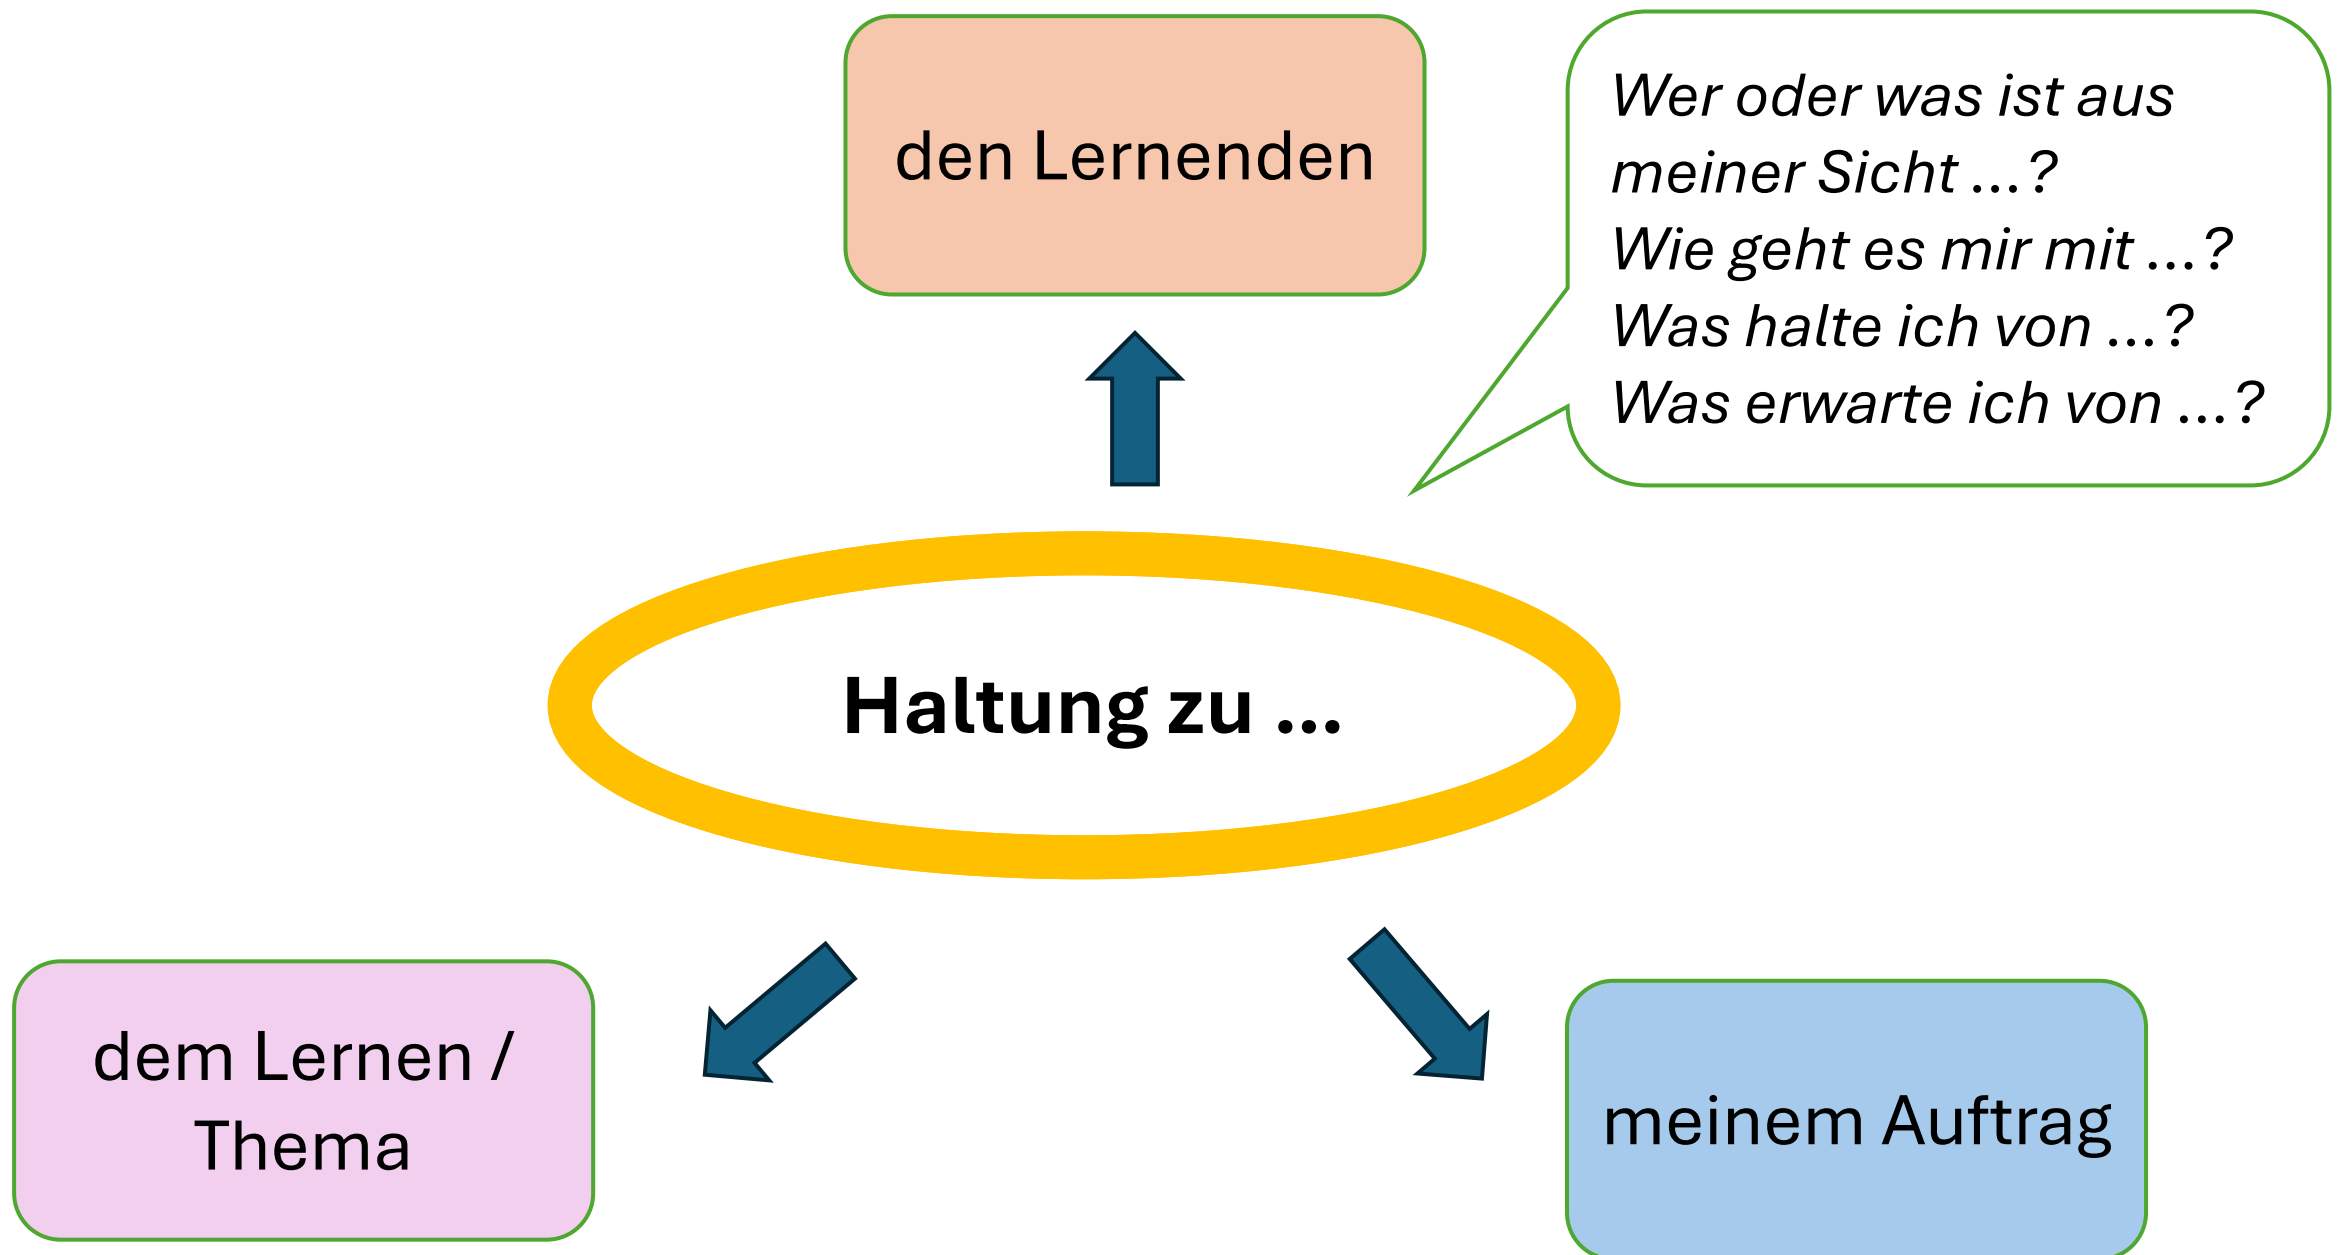 den Lernenden
Wer oder was ist aus
meiner Sicht ...?
Wie geht es mir mit ...?
Was halte ich von ...?
Was erwarte ich von ...?
Haltung zu ...
dem Lernen /
Thema
meinem Auftrag